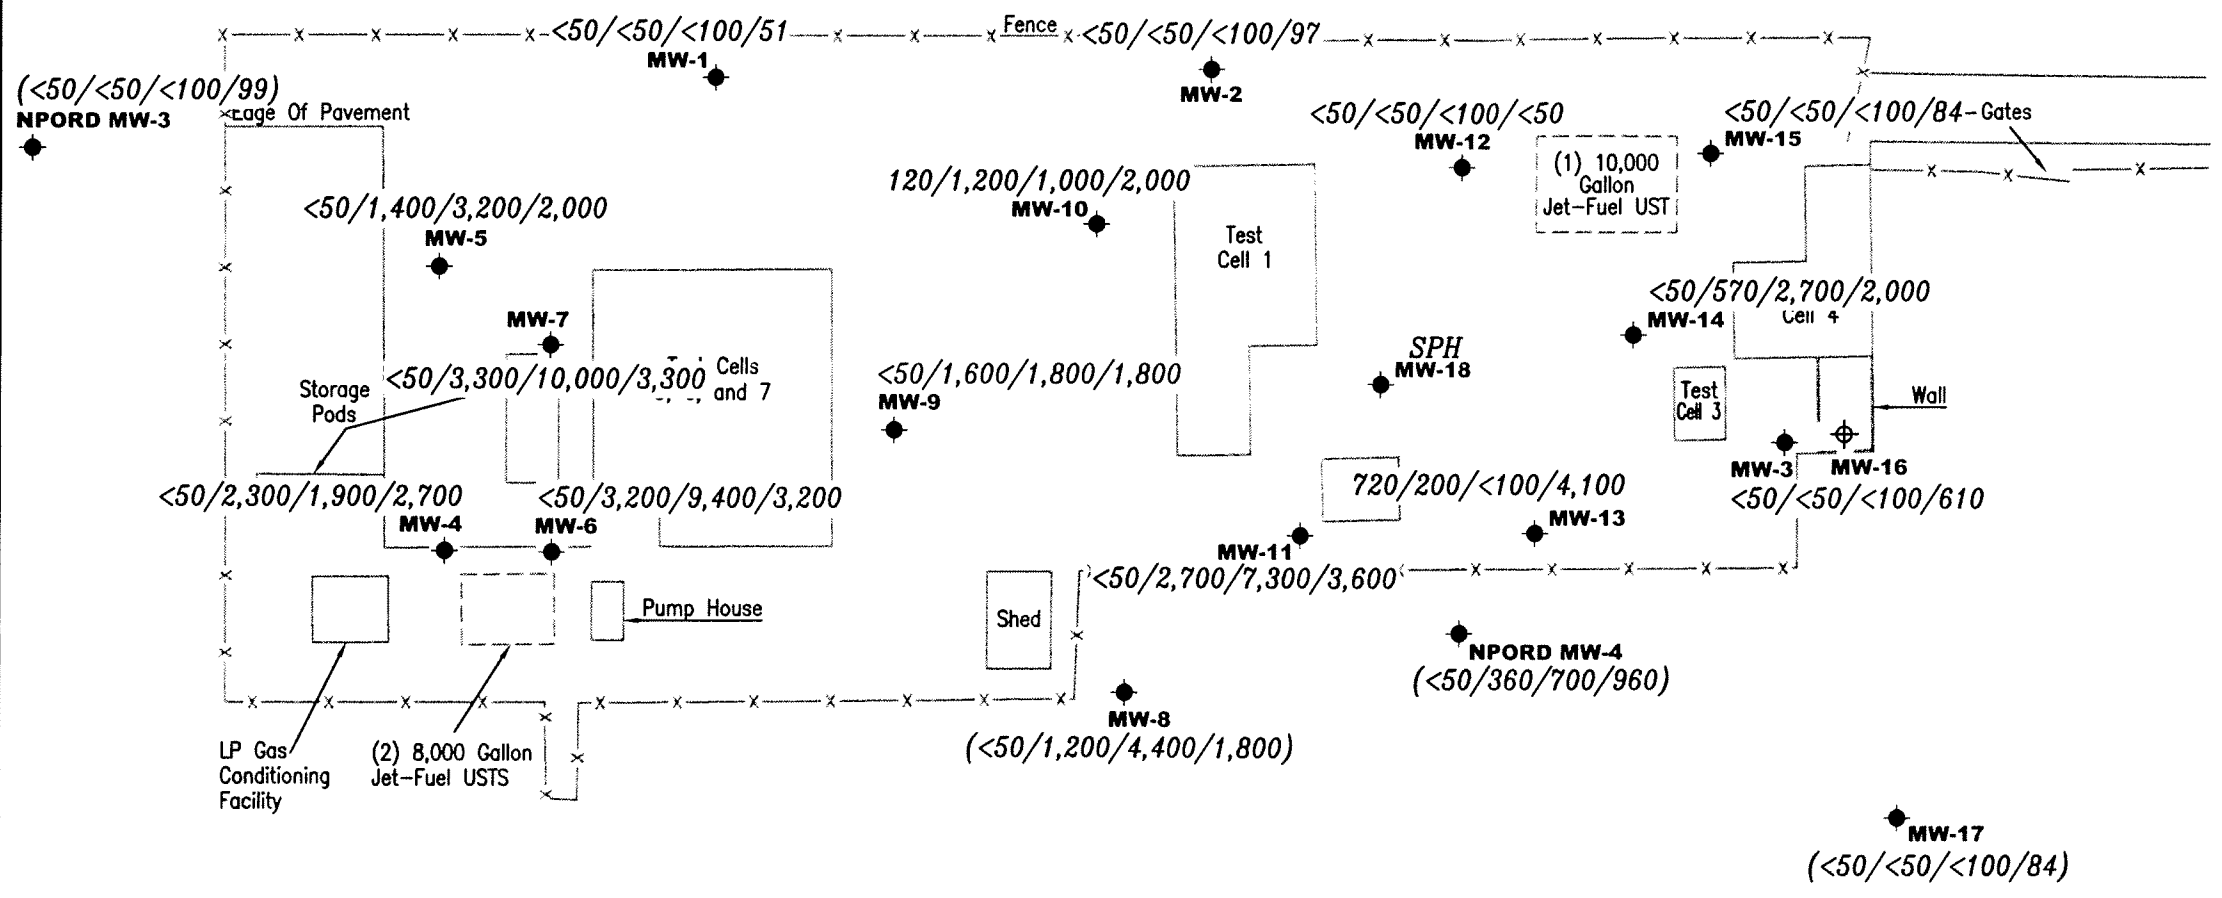 <50/<50/<100/51
MW-1
Fence
<50/<50/<100/97
MW-2
(<50/<50/<100/99)
NPORD MW-3
Of Pavement
<50/<50/<100/<50
MW-12
<50/<50/<100/84
Gates
MW-15
(1) 10,000
Gallon
Jet-Fuel UST
120/1,200/1,000/2,000
MW-10
<50/1,400/3,200/2,000
MW-5
Test
Cell 1
<50/570/2,700/2,000
MW-14
Cell 4
MW-7
<50/3,300/10,000/3,300
Cells
and 7
Storage
Pods
<50/1,600/1,800/1,800
MW-9
SPH
MW-18
Test
Cell 3
Wall
MW-3
MW-16
<50/<50/<100/610
<50/2,300/1,900/2,700
MW-4
<50/3,200/9,400/3,200
MW-6
720/200/<100/4,100
MW-13
MW-11
<50/2,700/7,300/3,600
Pump House
Shed
NPORD MW-4
(<50/360/700/960)
MW-8
(<50/1,200/4,400/1,800)
LP Gas
Conditioning
Facility
(2) 8,000 Gallon
Jet-Fuel USTS
MW-17
(<50/<50/<100/84)